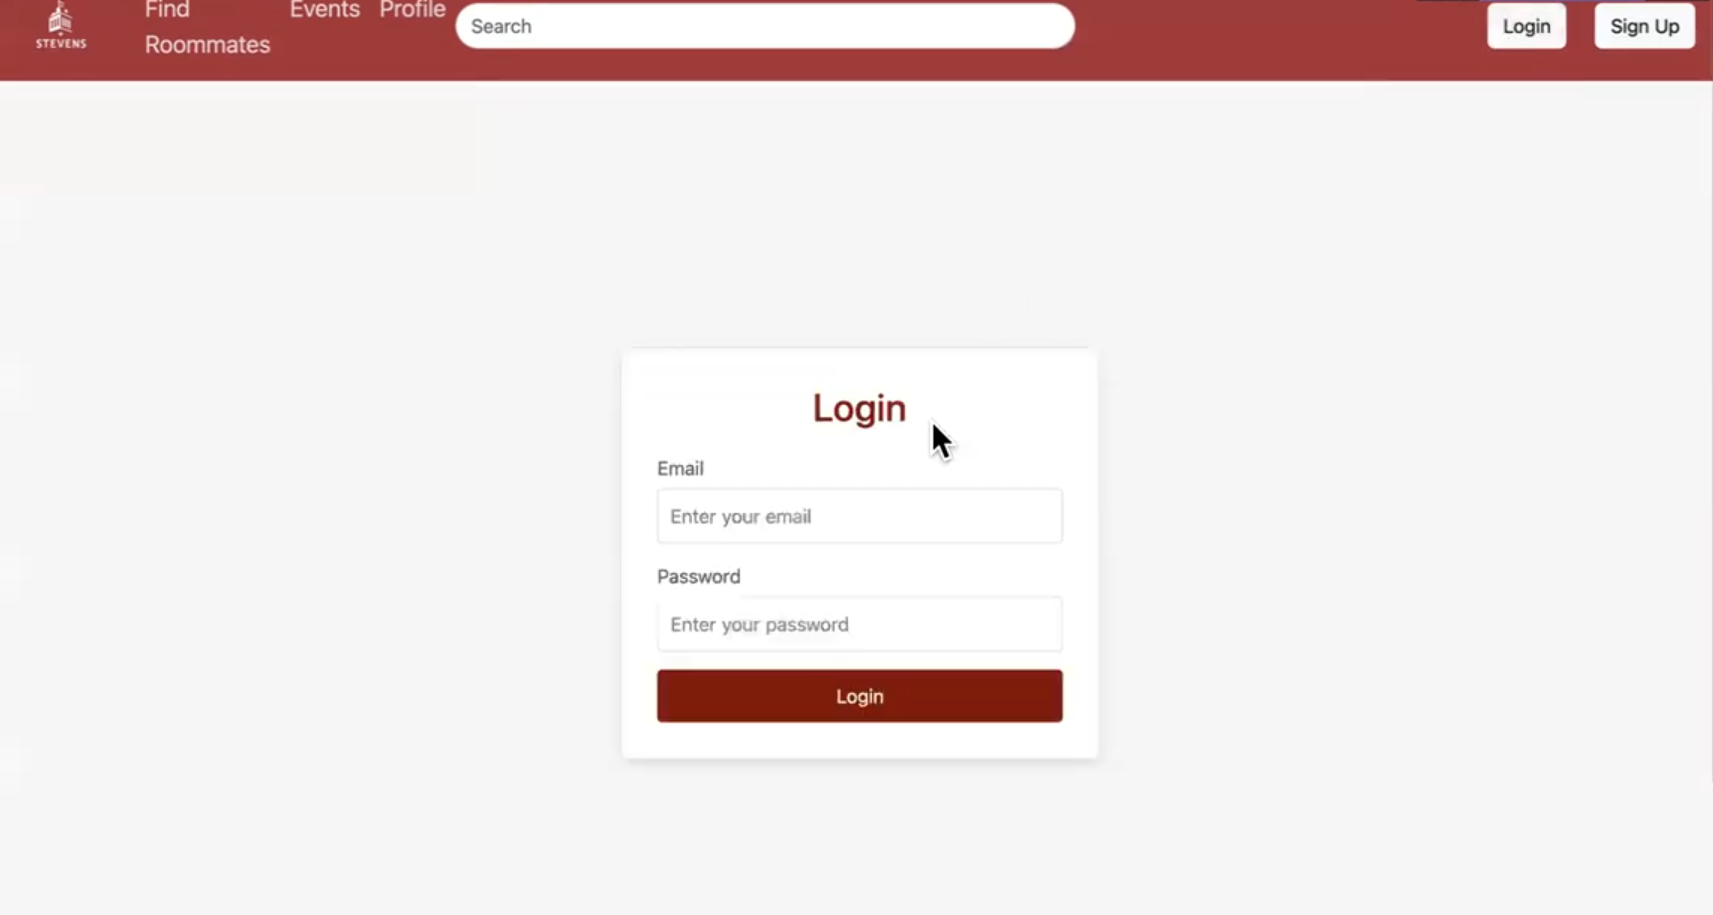 STEVENS
Find
Roommates
Events
Profile
Search
Login
Sign Up
Login
Email
Enter your email
Password
Enter your password
Login